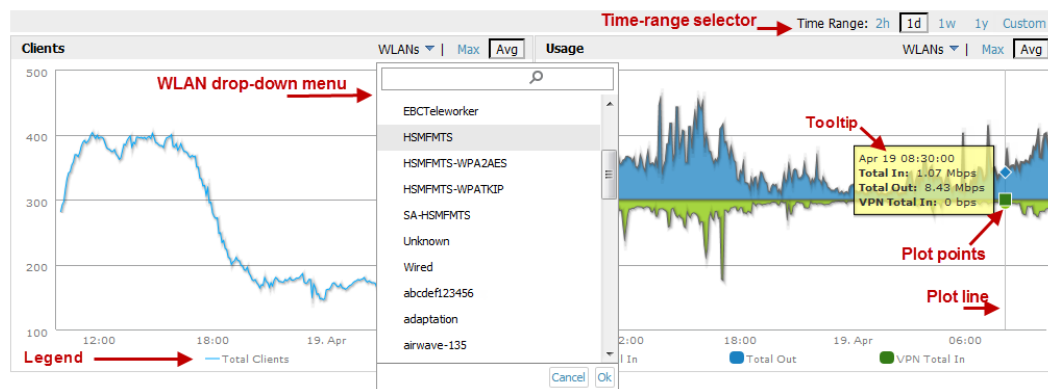 Time-range selector
Time Range: 2h 1d 1w 1y Custom
Clients
WLANs Max Avg
Usage
WLANs Max Avg
WLAN drop-down menu
500
400
300
200
100
12:00
18:00
19. Apr
Legend
Total Clients
EBCTeleworker
HSMFMTS
HSMFMTS-WPA2AES
HSMFMTS-WPATKIP
SA-HSMFMTS
Unknown
Wired
abcdef123456
adaptation
airwave-135
Cancel Ok
Tooltip
Apr 19 08:30:00
Total In: 1.07 Mbps
Total Out: 8.43 Mbps
VPN Total In: 0 bps
Plot points
Plot line
2:00
18:00
19. Apr
06:00
l In
Total Out
VPN Total In